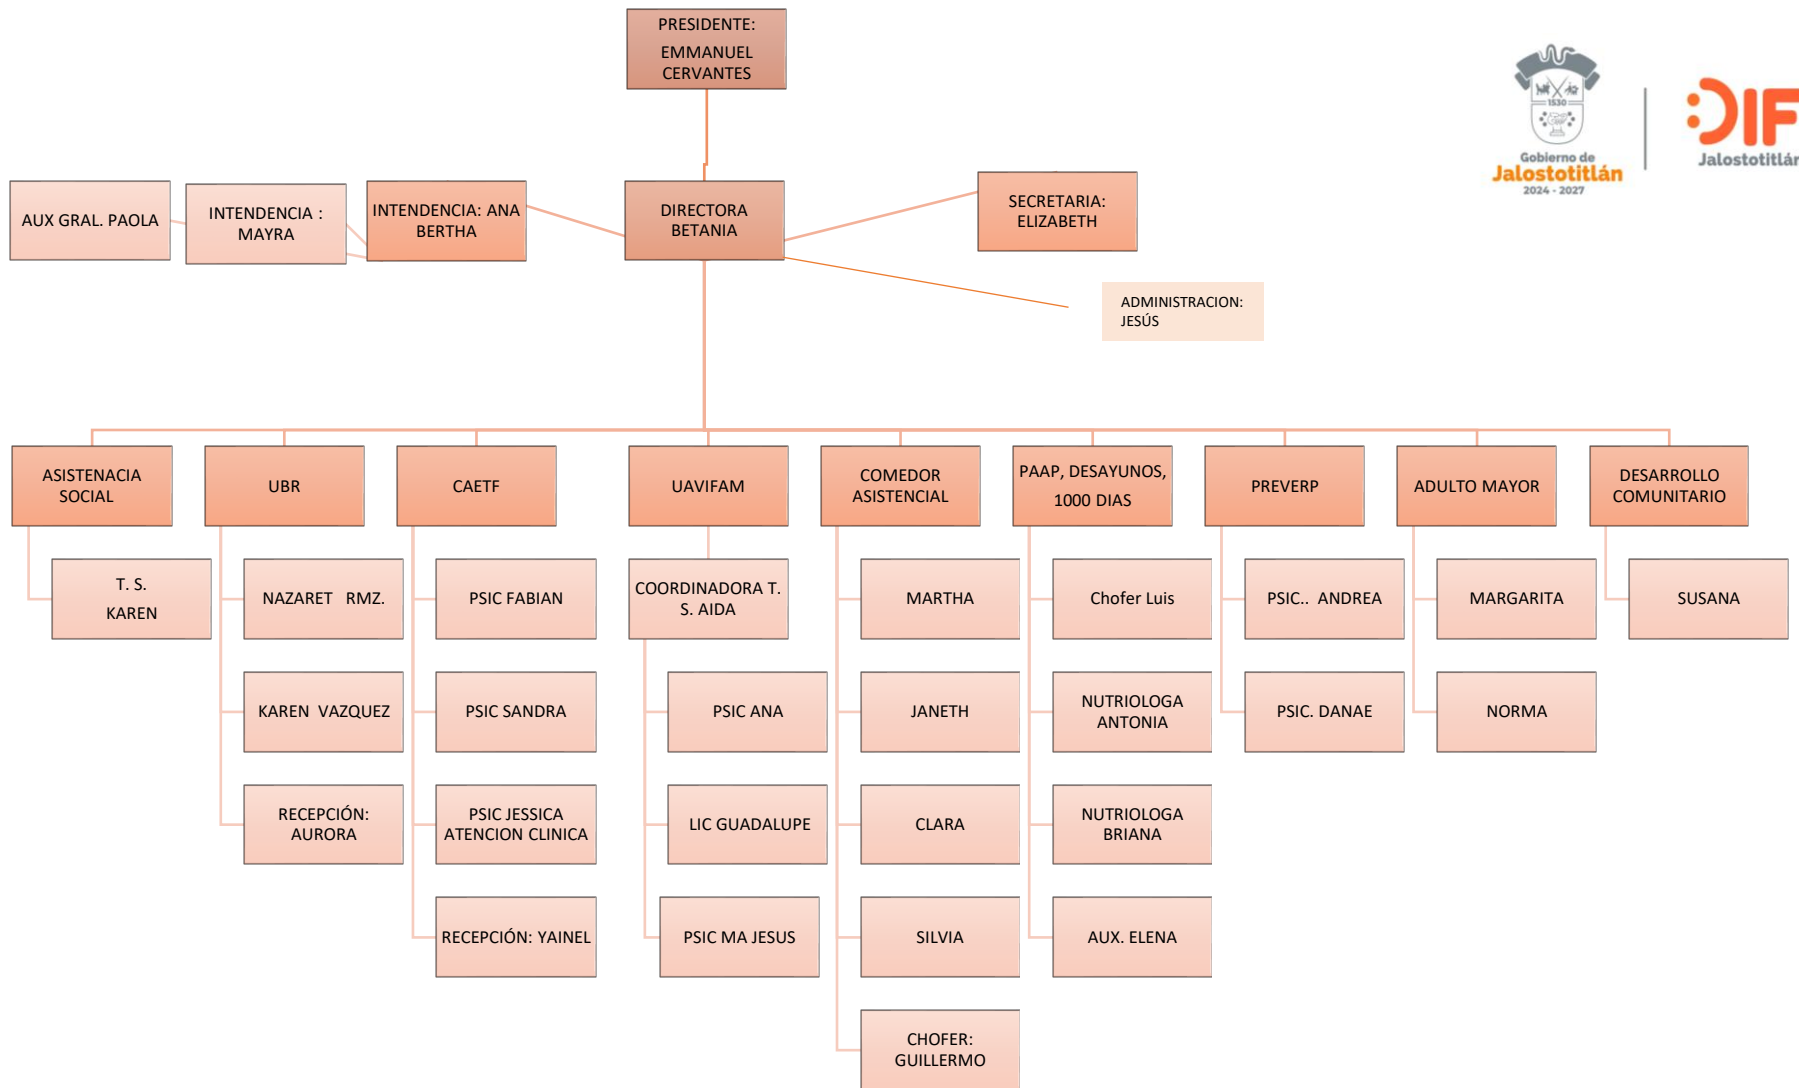 PRESIDENTE:
EMMANUEL
CERVANTES
1530
Gobierno de
Jalostotitlán
2024 - 2027
DIF
Jalostotitlán
AUX GRAL. PAOLA
INTENDENCIA :
MAYRA
INTENDENCIA: ANA
BERTHA
DIRECTORA
BETANIA
SECRETARIA:
ELIZABETH
ADMINISTRACION:
JESÚS
ASISTENACIA
SOCIAL
UBR
CAETF
UAVIFAM
COMEDOR
ASISTENCIAL
PAAP, DESAYUNOS,
1000 DIAS
PREVERP
ADULTO MAYOR
DESARROLLO
COMUNITARIO
T. S.
KAREN
NAZARET RMZ.
PSIC FABIAN
COORDINADORA T.
S. AIDA
MARTHA
Chofer Luis
PSIC.. ANDREA
MARGARITA
SUSANA
KAREN VAZQUEZ
PSIC SANDRA
PSIC ANA
JANETH
NUTRIOLOGA
ANTONIA
PSIC. DANAE
NORMA
RECEPCIÓN:
AURORA
PSIC JESSICA
ATENCION CLINICA
LIC GUADALUPE
CLARA
NUTRIOLOGA
BRIANA
RECEPCIÓN: YAINEL
PSIC MA JESUS
SILVIA
AUX. ELENA
CHOFER:
GUILLERMO